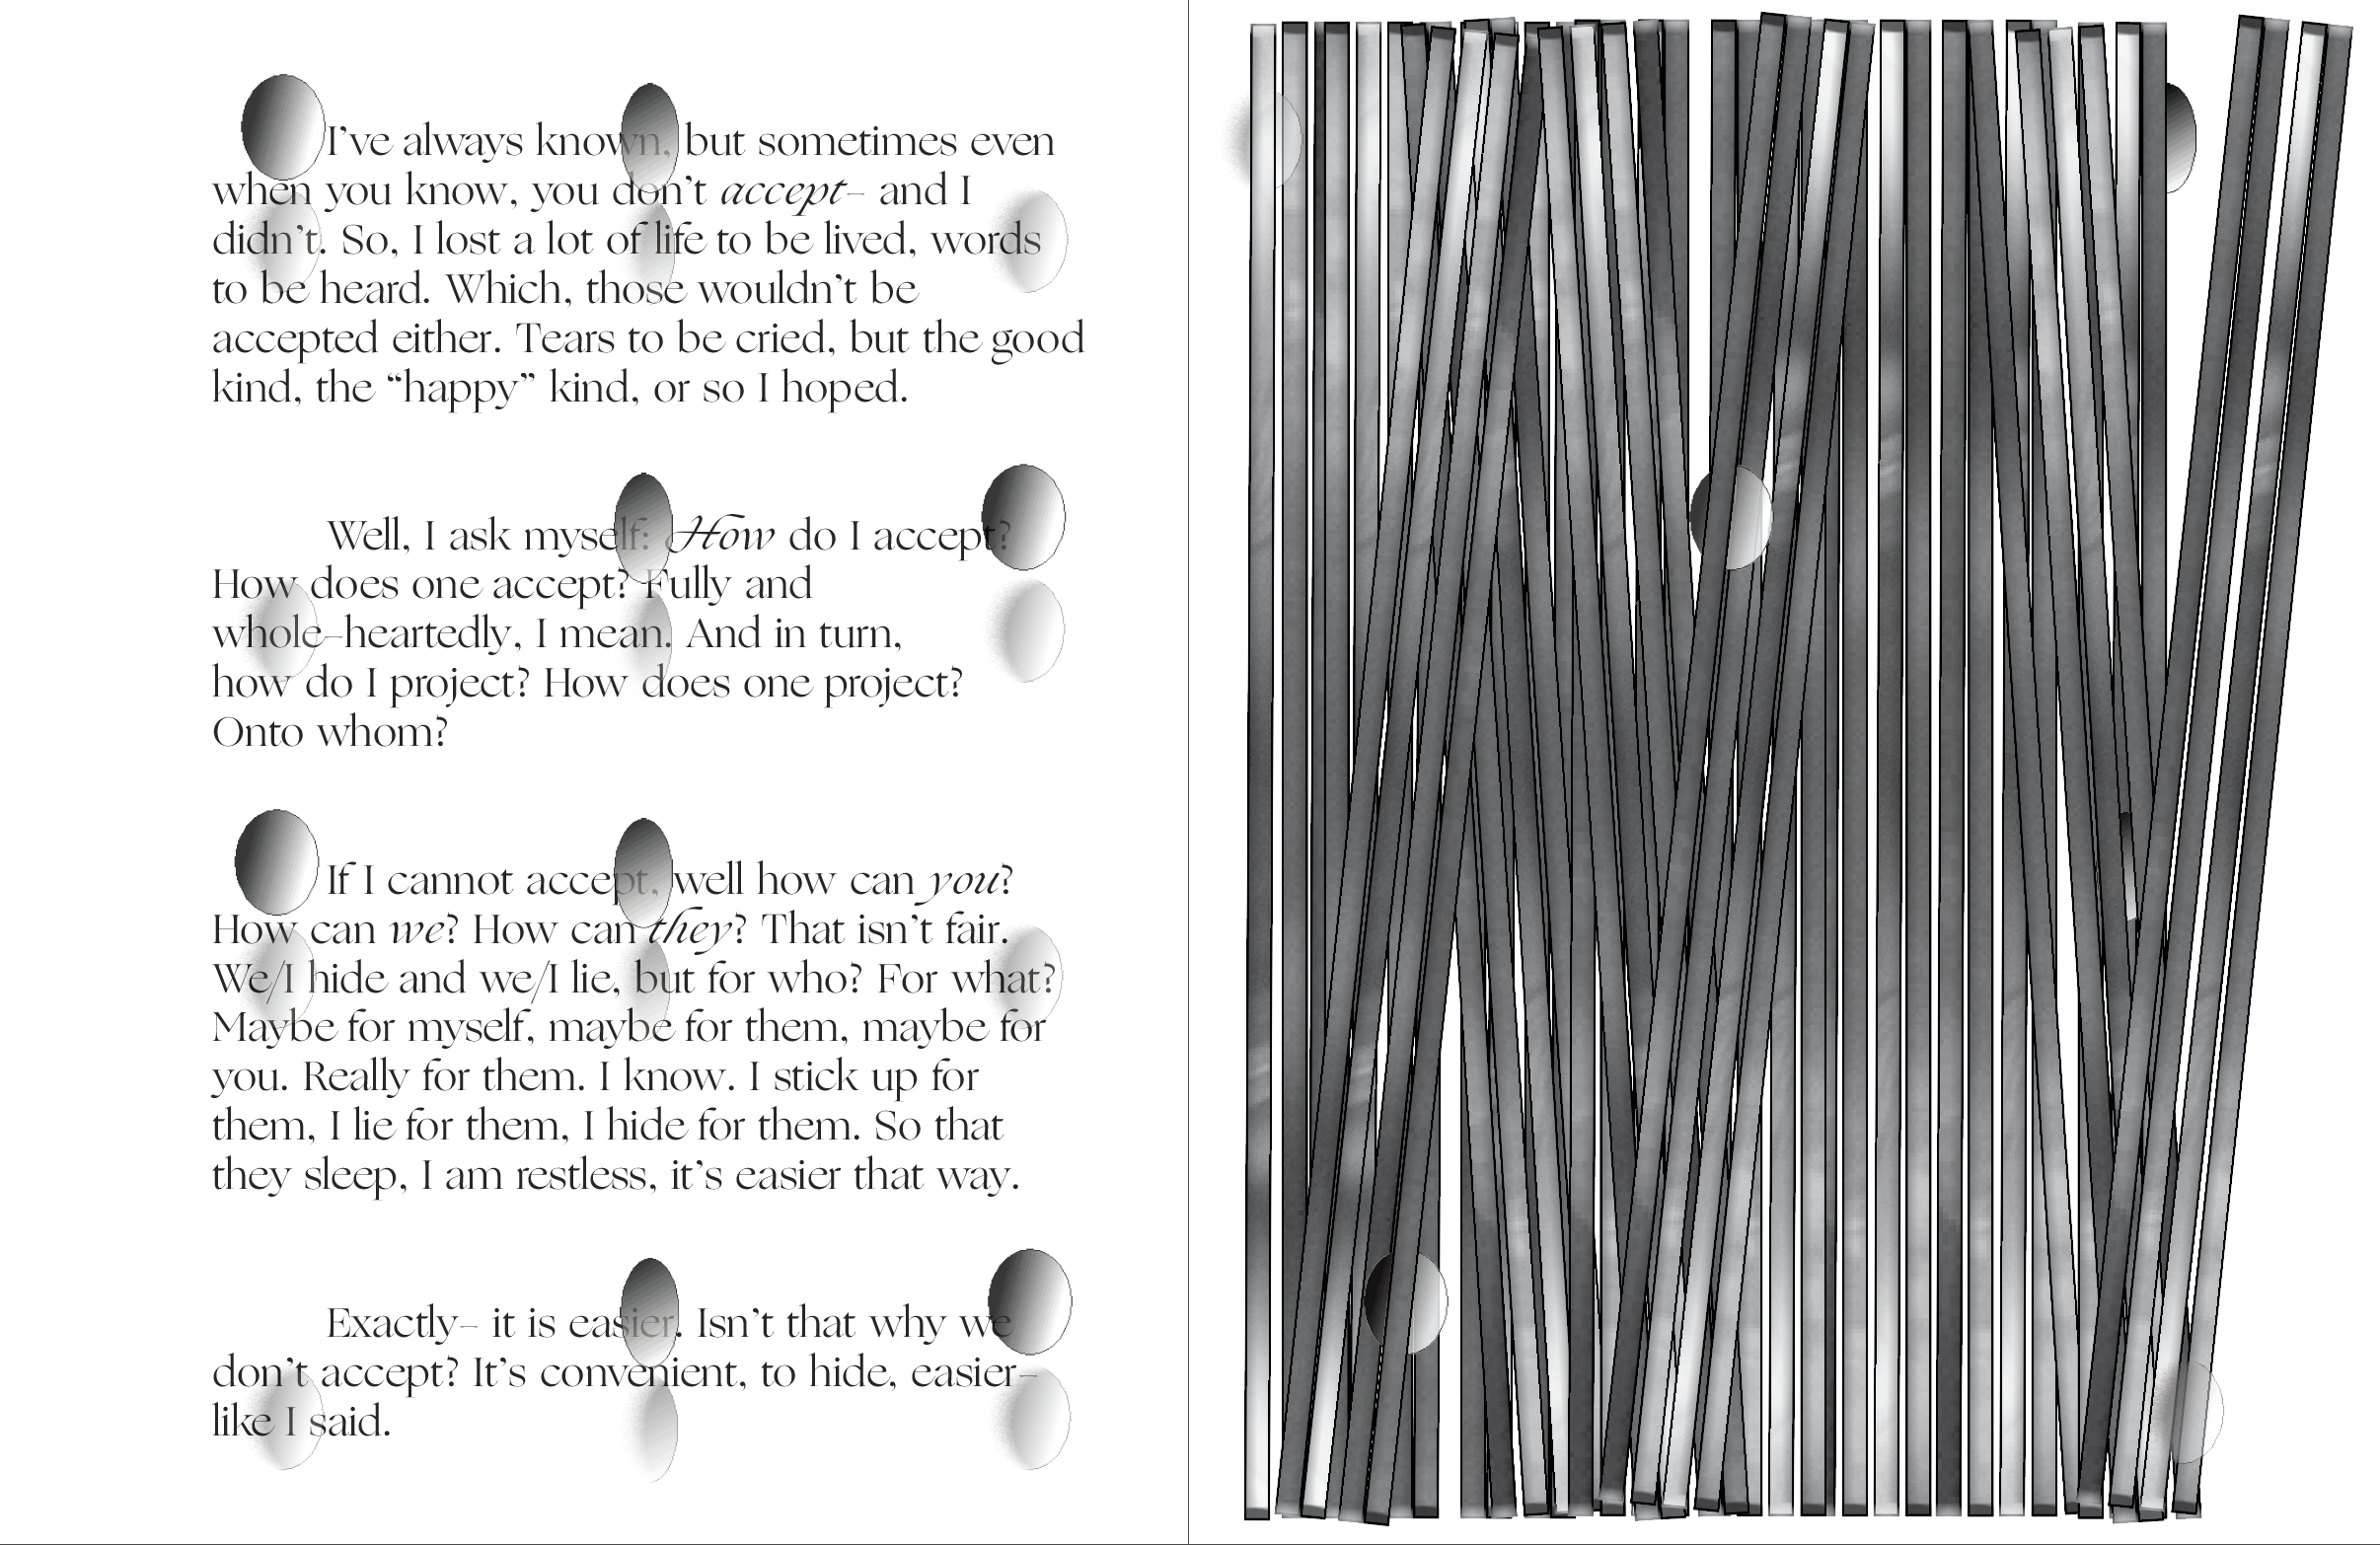 I’ve always known, but sometimes even
when you know, you don’t accept– and I
didn’t. So, I lost a lot of life to be lived, words
to be heard. Which, those wouldn’t be
accepted either. Tears to be cried, but the good
kind, the “happy” kind, or so I hoped.
Well, I ask myself: How do I accept?
How does one accept? Fully and
whole–heartedly, I mean. And in turn,
how do I project? How does one project?
Onto whom?
If I cannot accept, well how can you?
How can we? How can they? That isn’t fair.
We/I hide and we/I lie, but for who? For what?
Maybe for myself, maybe for them, maybe for
you. Really for them. I know. I stick up for
them, I lie for them, I hide for them. So that
they sleep, I am restless, it’s easier that way.
Exactly– it is easier. Isn’t that why we
don’t accept? It’s convenient, to hide, easier–
like I said.